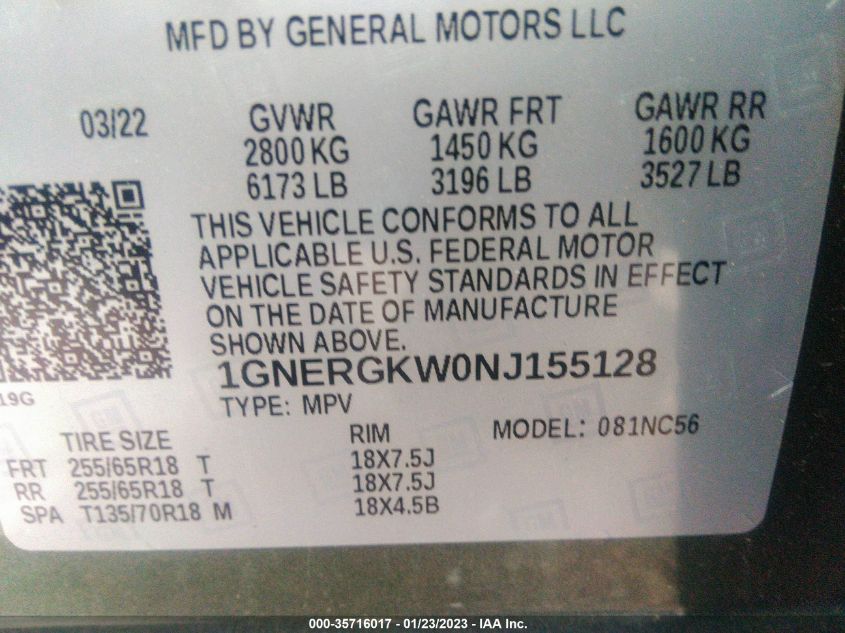 MFD BY GENERAL MOTORS LLC
03/22 GVWR GAWR FRT GAWR RR
2800 KG 1450 KG 1600 KG
6173 LB 3196 LB 3527 LB
THIS VEHICLE CONFORMS TO ALL
APPLICABLE U.S. FEDERAL MOTOR
VEHICLE SAFETY STANDARDS IN EFFECT
ON THE DATE OF MANUFACTURE
SHOWN ABOVE.
1GNERGKW0NJ155128
19G
TYPE: MPV
TIRE SIZE RIM MODEL: 081NC56
FRT 255/65R18 T 18X7.5J
RR 255/65R18 T 18X7.5J
SPA T135/70R18 M 18X4.5B
000-35716017 — 01/23/2023 — IAA Inc.